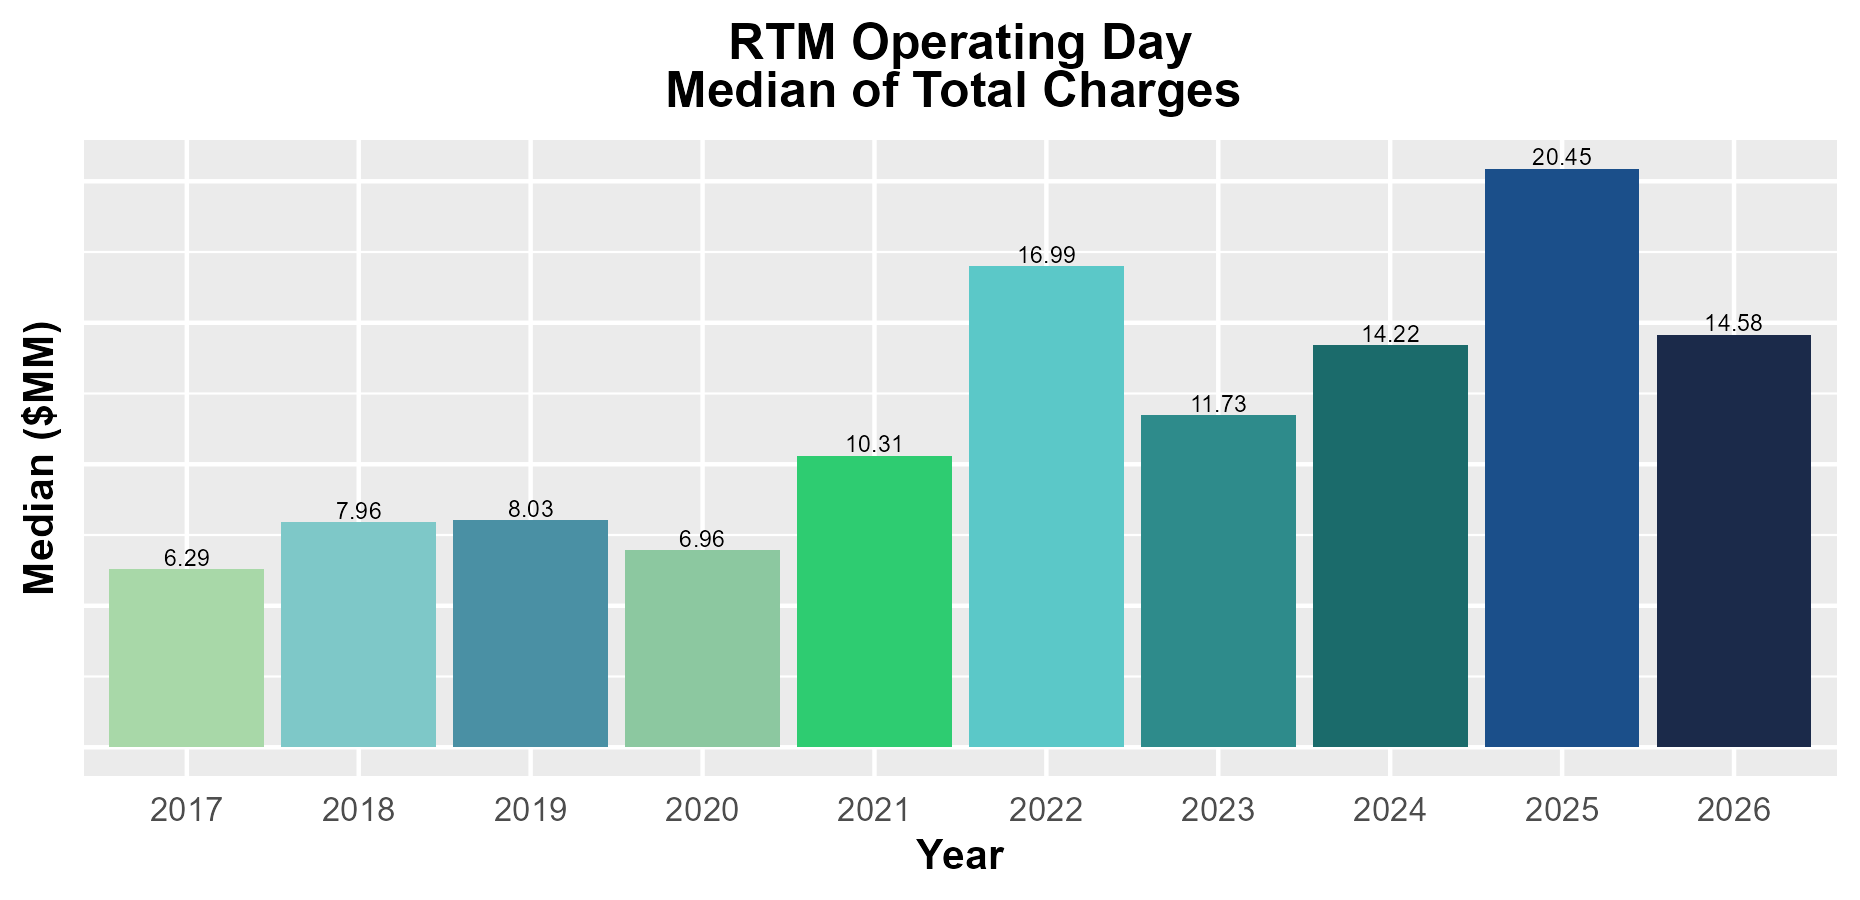 RTM Operating Day
Median of Total Charges
Median ($MM)
6.29
7.96
8.03
6.96
10.31
16.99
11.73
14.22
20.45
14.58
2017 2018 2019 2020 2021 2022 2023 2024 2025 2026
Year